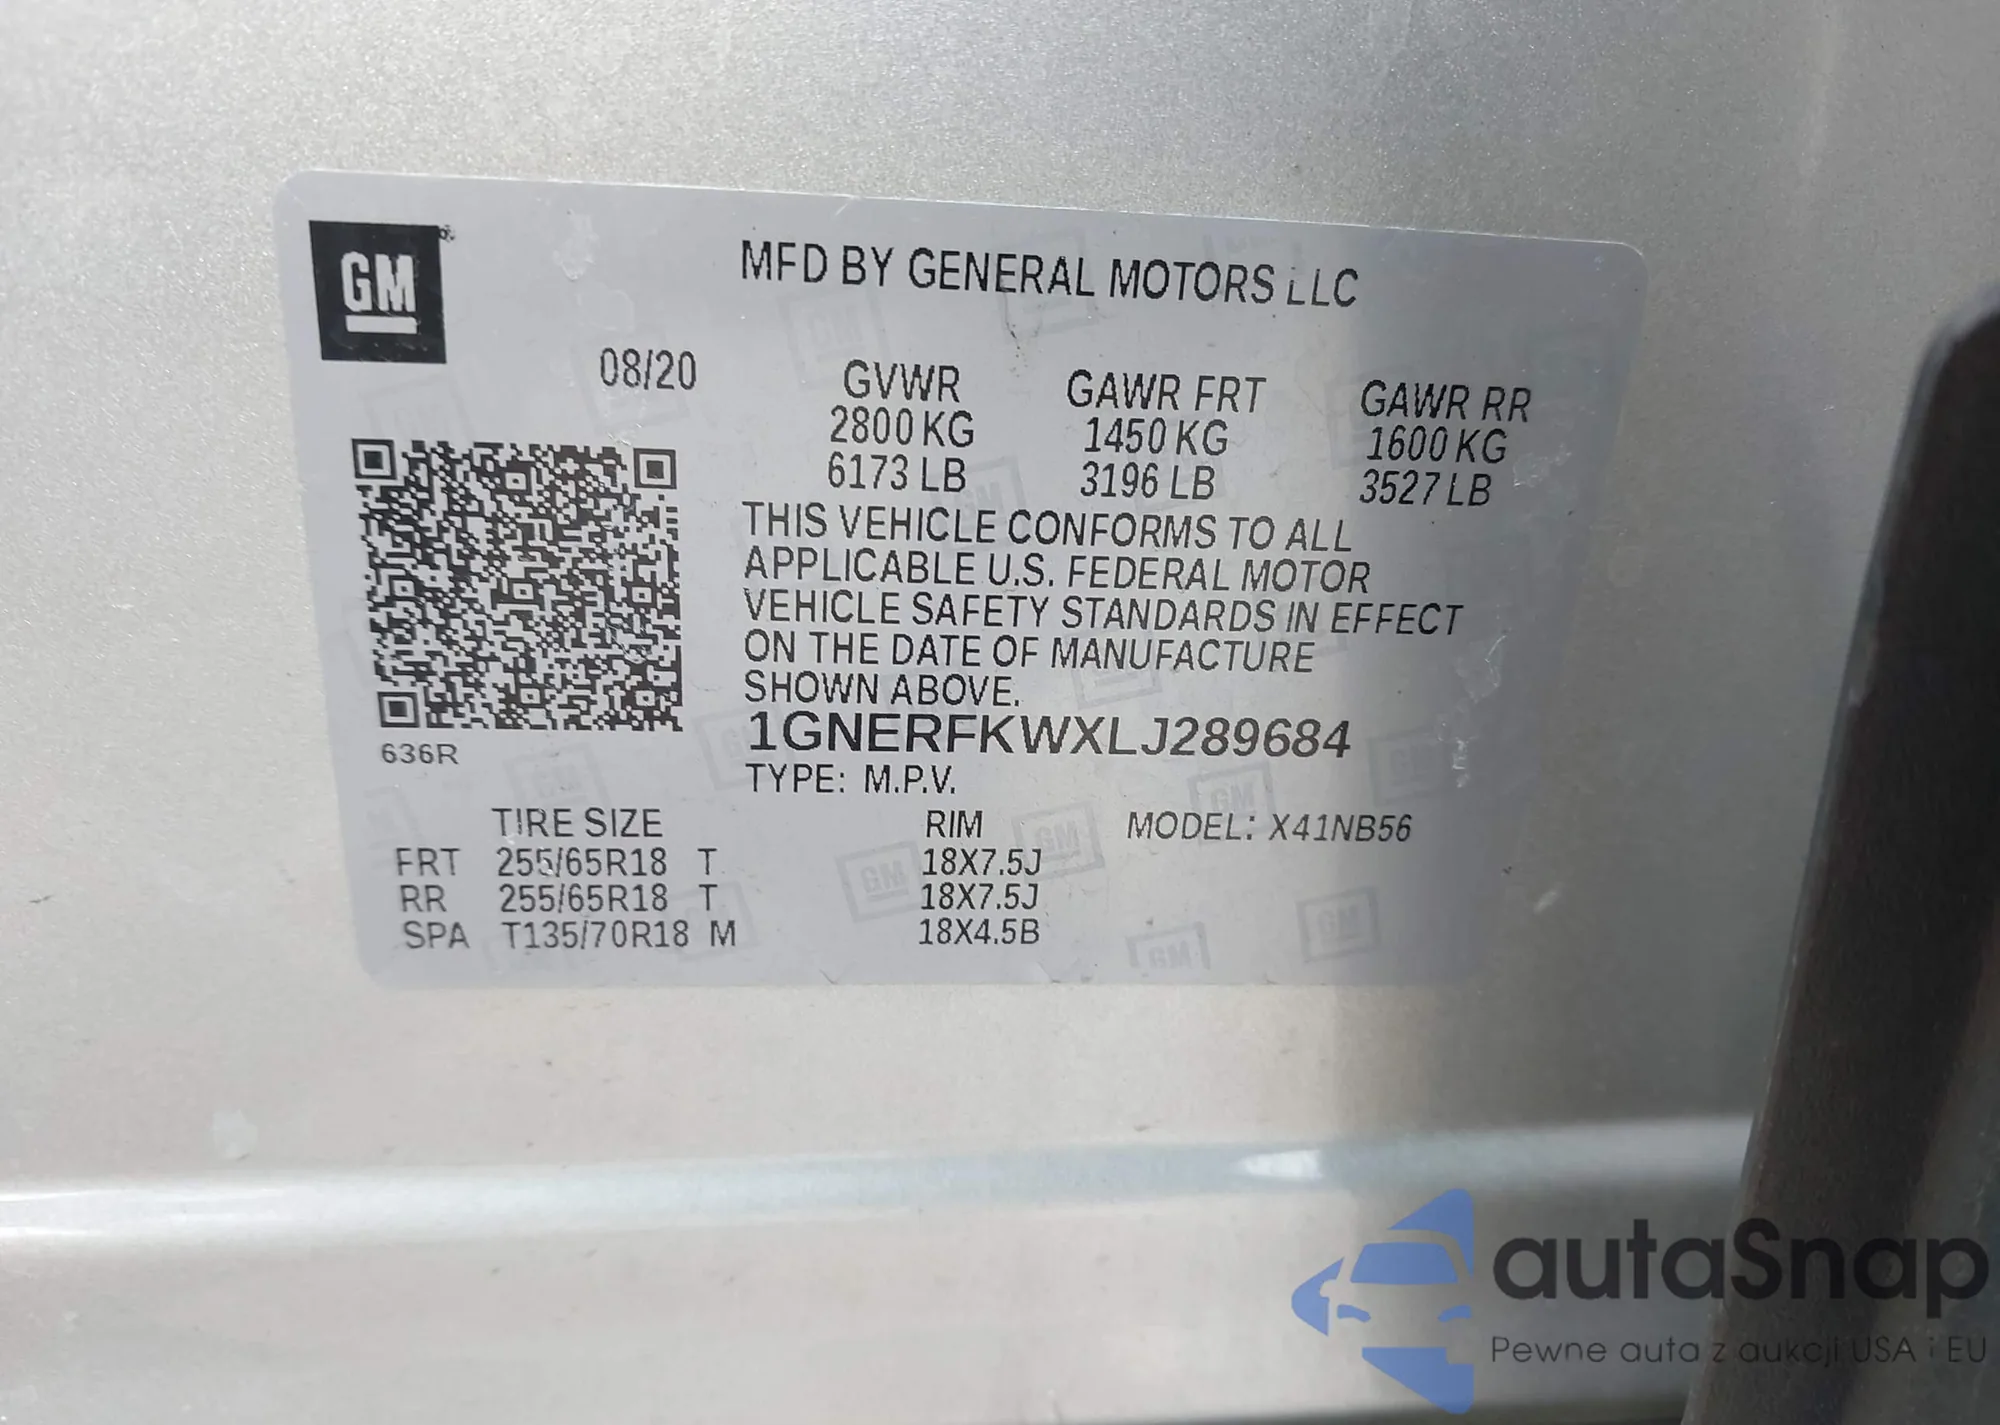 GM
MFD BY GENERAL MOTORS LLC
08/20
GVWR GAWR FRT GAWR RR
2800 KG 1450 KG 1600 KG
6173 LB 3196 LB 3527 LB
THIS VEHICLE CONFORMS TO ALL
APPLICABLE U.S. FEDERAL MOTOR
VEHICLE SAFETY STANDARDS IN EFFECT
ON THE DATE OF MANUFACTURE
SHOWN ABOVE.
1GNERFKWXLJ289684
636R
TYPE: M.P.V.
TIRE SIZE RIM MODEL: X41NB56
FRT 255/65R18 T 18X7.5J
RR 255/65R18 T 18X7.5J
SPA T135/70R18 M 18X4.5B
autaSnap
Pewne auta z aukcji USA i EU